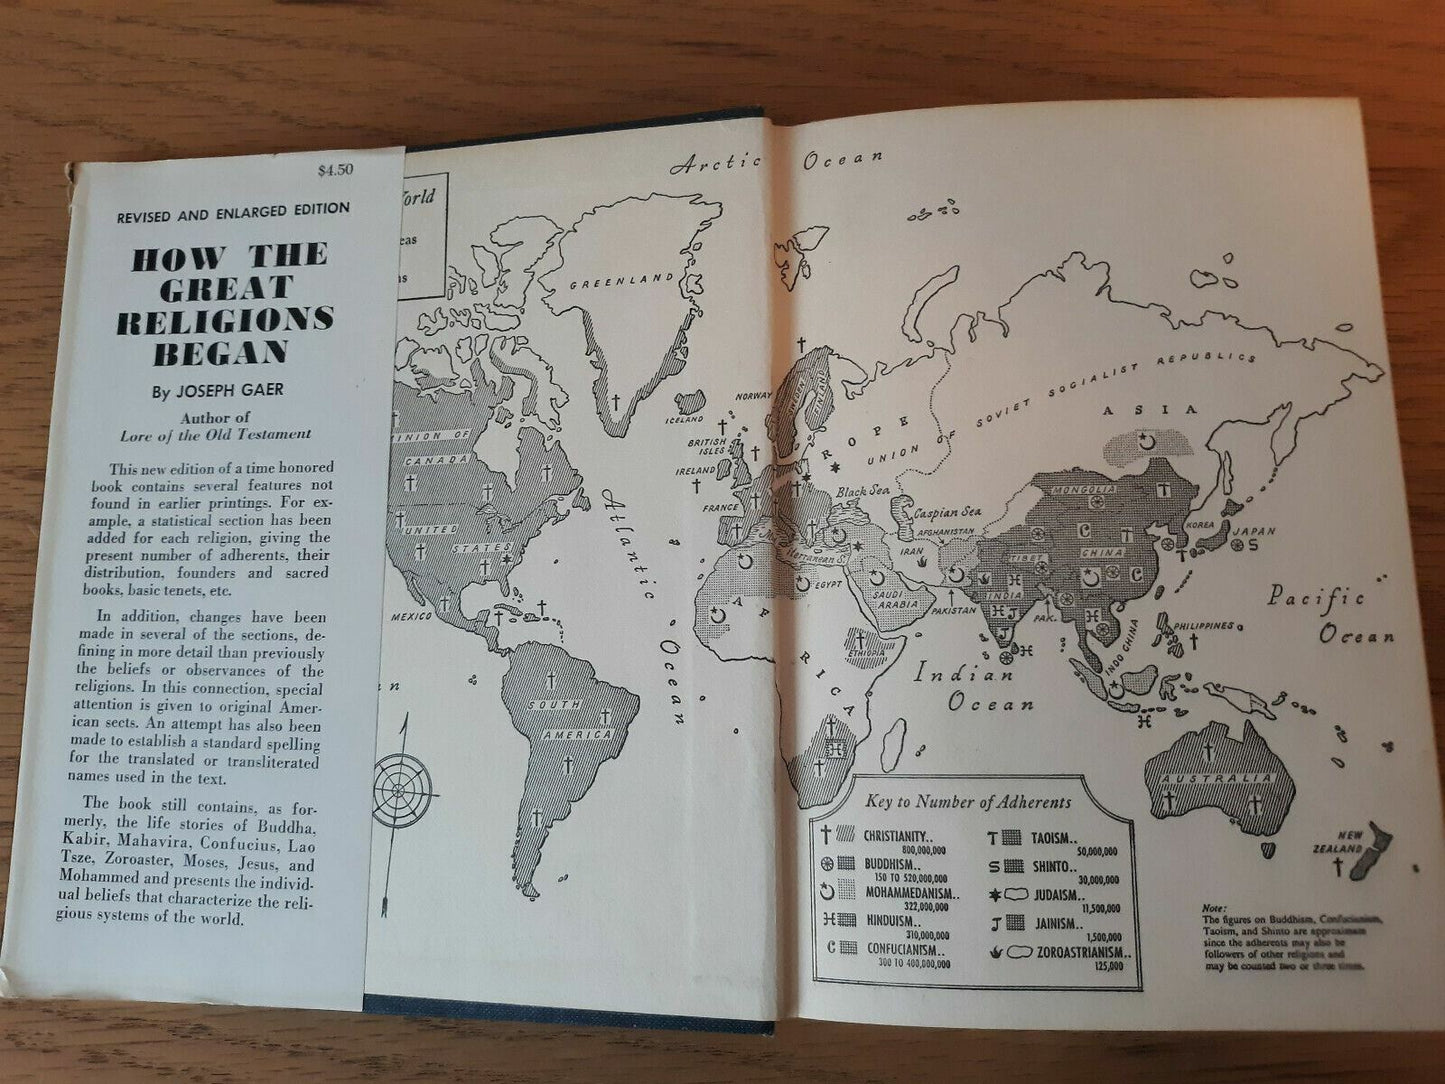 $4.50
REVISED AND ENLARGED EDITION
HOW THE
GREAT
RELIGIONS
BEGAN
By JOSEPH GAER
Author of
Lore of the Old Testament
This new edition of a time honored
book contains several features not
found in earlier printings. For ex-
ample, a statistical section has been
added for each religion, giving the
present number of adherents, their
distribution, founders and sacred
books, basic tenets, etc.
In addition, changes have been
made in several of the sections, de-
fining in more detail than previously
the beliefs or observances of the
religions. In this connection, special
attention is given to original Amer-
ican sects. An attempt has also been
made to establish a standard spelling
for the translated or transliterated
names used in the text.
The book still contains, as for-
merly, the life stories of Buddha,
Kabir, Mahavira, Confucius, Lao
Tsze, Zoroaster, Moses, Jesus, and
Mohammed and presents the individ-
ual beliefs that characterize the reli-
gious systems of the world.
orld
eas
ns
Arctic Ocean
GREENLAND
ICELAND
NORWAY
SWEDEN
FINLAND
BRITISH
ISLES
IRELAND
FRANCE
ROPE
UNION OF SOVIET SOCIALIST REPUBLICS
ASIA
INION OF
CANADA
UNITED
STATES
MEXICO
Atlantic
Ocean
Black Sea
Caspian Sea
AFGHANISTAN
IRAN
EGYPT
SAUDI
ARABIA
PAKISTAN
MONGOLIA
TIBET
CHINA
INDIA
PAK.
KOREA
JAPAN
INDO CHINA
PHILIPPINES
Pacific
Ocean
AFRICA
ETHIOPIA
Indian
Ocean
SOUTH
AMERICA
n
AUSTRALIA
NEW
ZEALAND
Key to Number of Adherents
CHRISTIANITY..
800,000,000
BUDDHISM..
150 TO 520,000,000
MOHAMMEDANISM..
322,000,000
HINDUISM..
310,000,000
C CONFUCIANISM..
300 TO 400,000,000
T TAOISM..
50,000,000
S SHINTO..
30,000,000
JUDAISM..
11,500,000
J JAINISM..
1,500,000
ZOROASTRIANISM..
125,000
Note:
The figures on Buddhism, Confucianism,
Taoism, and Shinto are approximate
since the adherents may also be
followers of other religions and
may be counted two or three times.